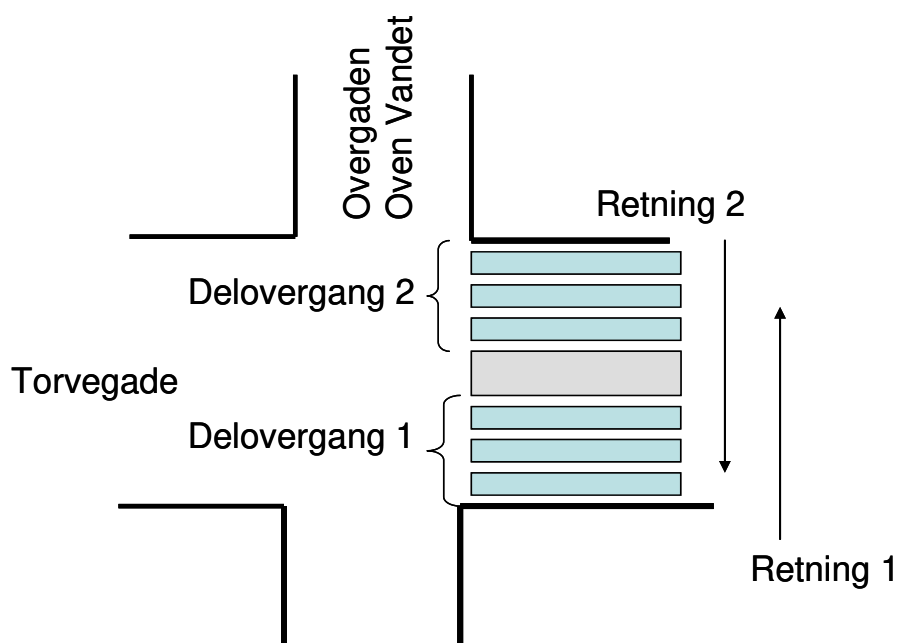 Overgaden
Oven Vandet
Retning 2
Delovergang 2
Torvegade
Delovergang 1
Retning 1